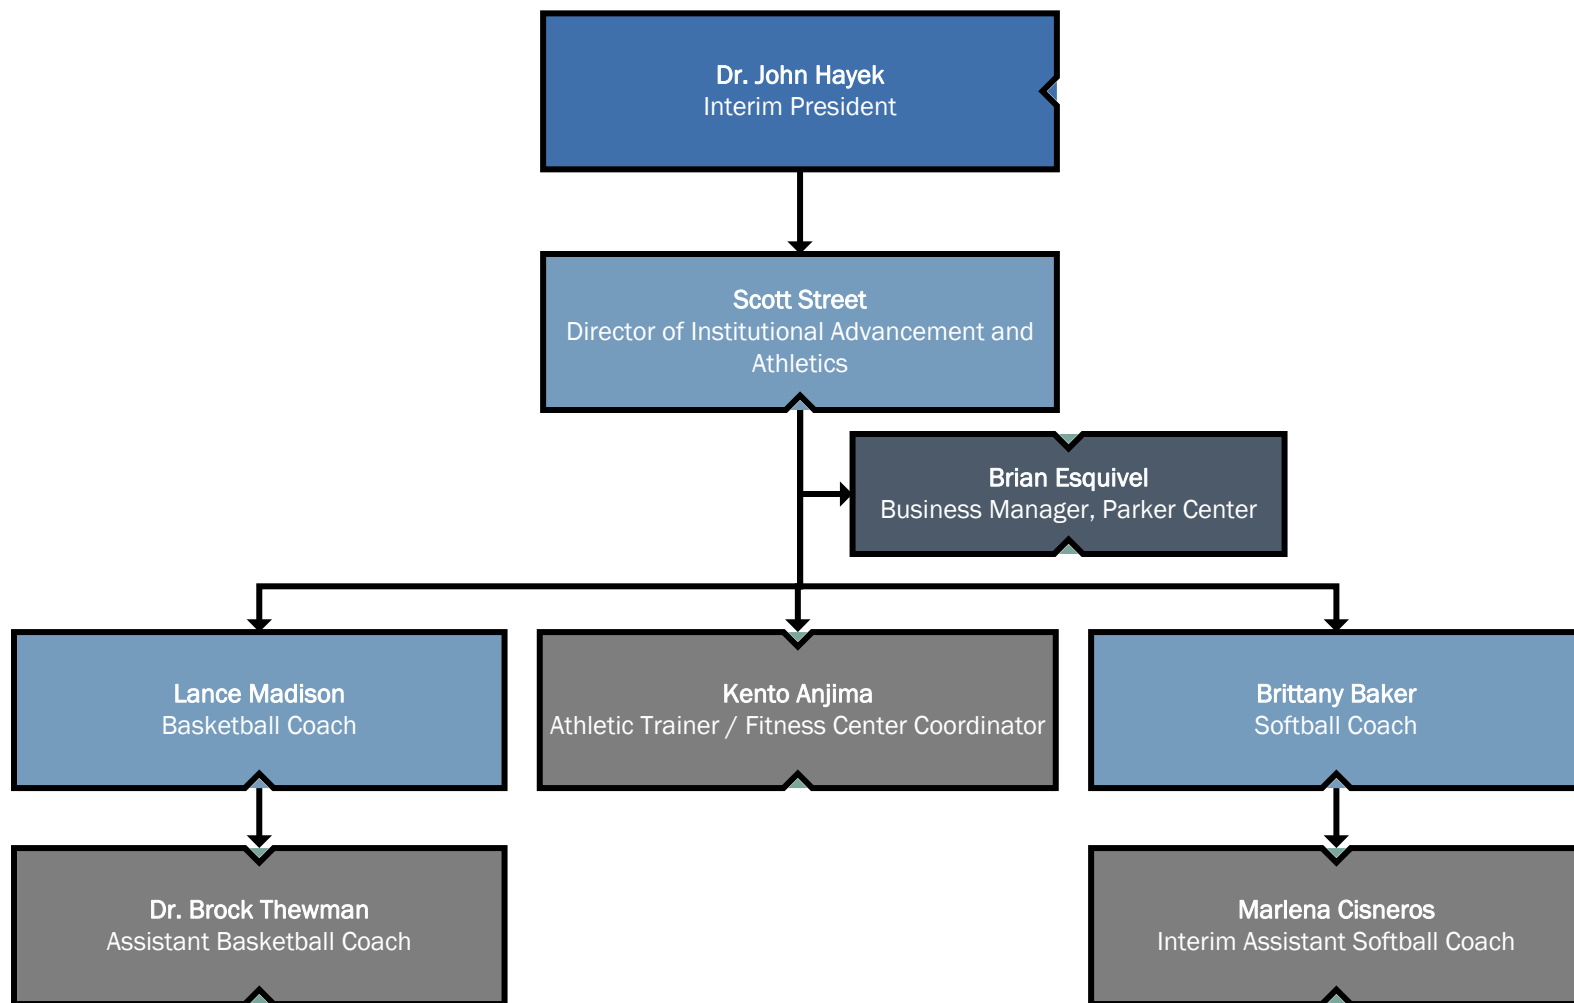 Dr. John Hayek
Interim President
Scott Street
Director of Institutional Advancement and
Athletics
Brian Esquivel
Business Manager, Parker Center
Lance Madison
Basketball Coach
Kento Anjima
Athletic Trainer / Fitness Center Coordinator
Brittany Baker
Softball Coach
Dr. Brock Thewman
Assistant Basketball Coach
Marlena Cisneros
Interim Assistant Softball Coach